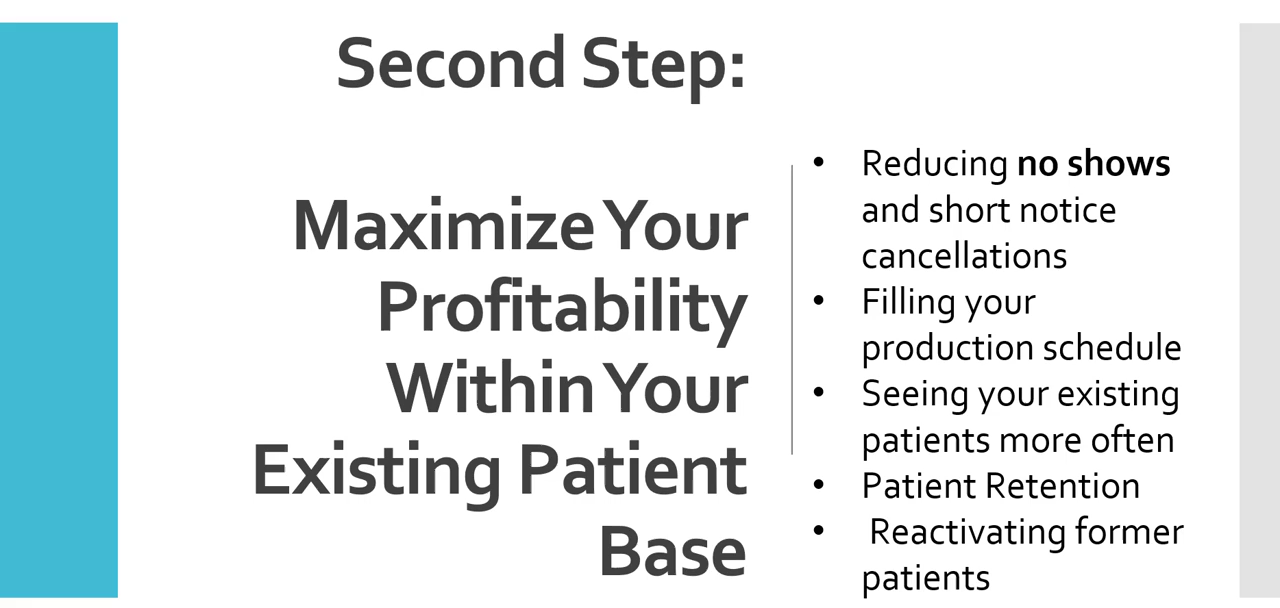 Second Step:
Maximize Your
Profitability
Within Your
Existing Patient
Base
• Reducing no shows
and short notice
cancellations
• Filling your
production schedule
• Seeing your existing
patients more often
• Patient Retention
• Reactivating former
patients